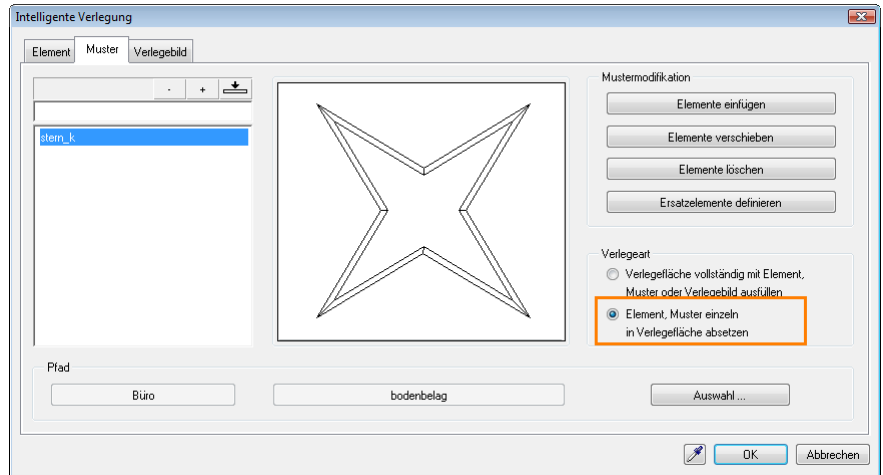 Intelligente Verlegung
Element Muster Verlegebild
- +
stern_k
Mustermodifikation
Elemente einfügen
Elemente verschieben
Elemente löschen
Ersatzelemente definieren
Verlegeart
Verlegefläche vollständig mit Element,
Muster oder Verlegebild ausfüllen
Element, Muster einzeln
in Verlegefläche absetzen
Pfad
Büro bodenbelag Auswahl ...
OK Abbrechen